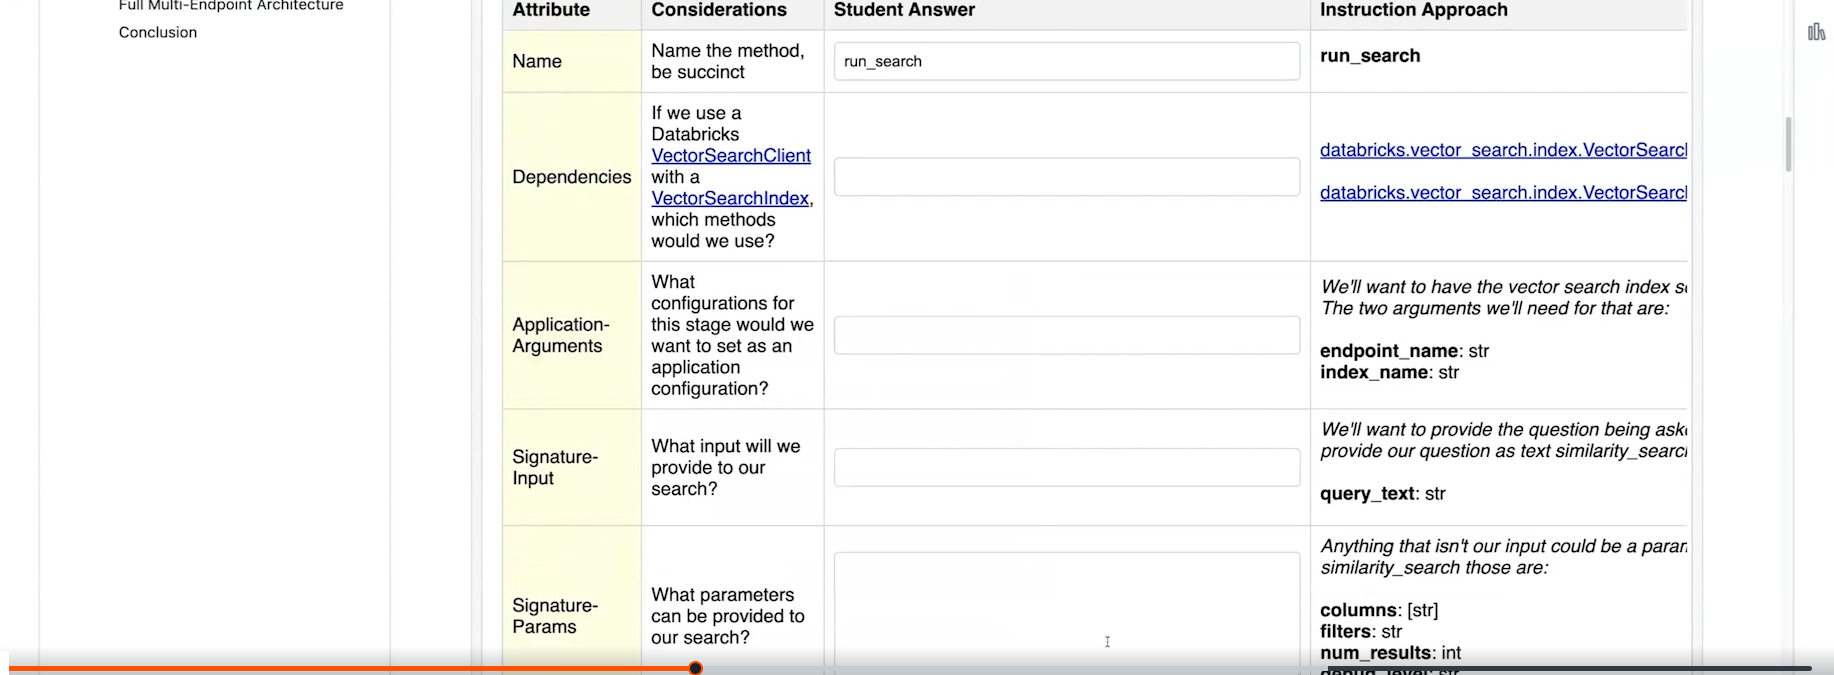 Full Multi-Endpoint Architecture
Conclusion
Attribute
Considerations
Student Answer
Instruction Approach
Name
Name the method,
be succinct
run_search
run_search
Dependencies
If we use a
Databricks
VectorSearchClient
with a
VectorSearchIndex,
which methods
would we use?
databricks.vector_search.index.VectorSearcl
databricks.vector_search.index.VectorSearcl
Application-
Arguments
What
configurations for
this stage would we
want to set as an
application
configuration?
We'll want to have the vector search index
The two arguments we'll need for that are:
endpoint_name: str
index_name: str
Signature-
Input
What input will we
provide to our
search?
We'll want to provide the question being
provide our question as text
query_text: str
Signature-
Params
What parameters
can be provided to
our search?
Anything that isn't our input could be a
similarity_search those are:
columns: [str]
filters: str
num_results: int
debug_level: str